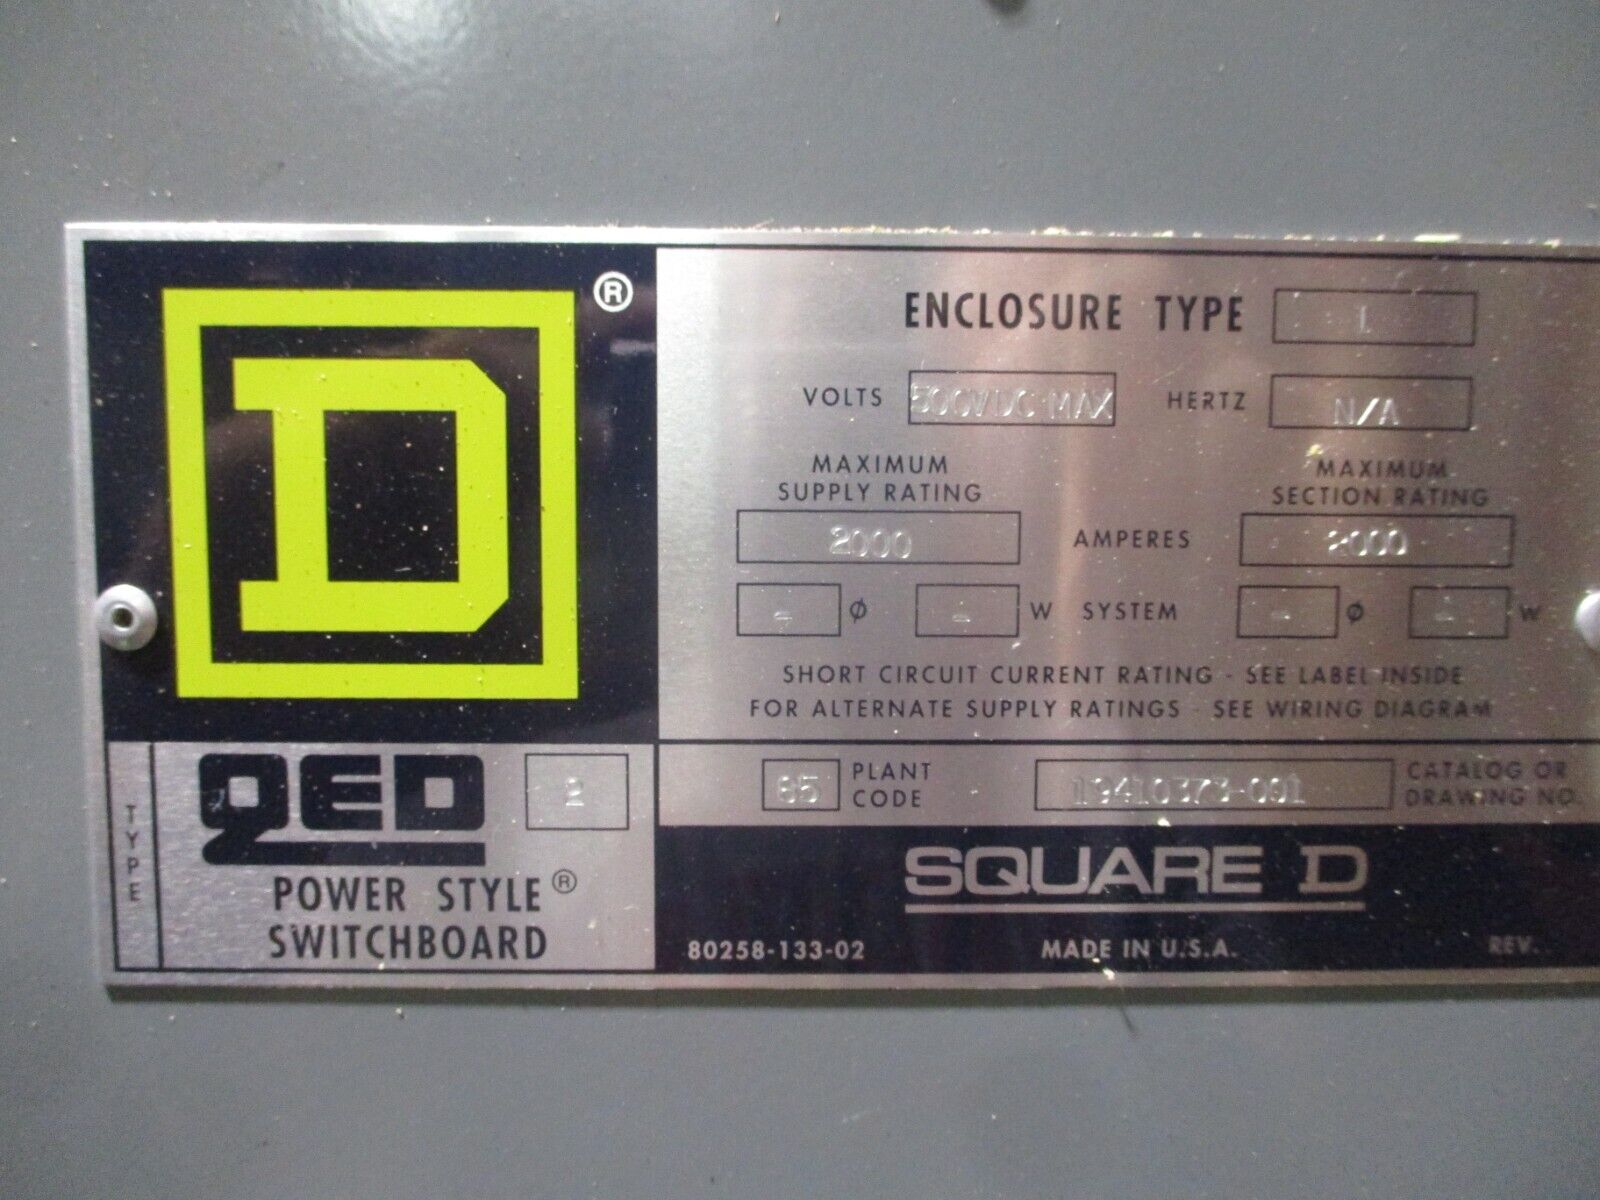 D ®
ENCLOSURE TYPE 1
VOLTS 500VDC MAX HERTZ N/A
MAXIMUM SUPPLY RATING
MAXIMUM SECTION RATING
2000 AMPERES 2000
- Ø - W SYSTEM - Ø - W
SHORT CIRCUIT CURRENT RATING - SEE LABEL INSIDE
FOR ALTERNATE SUPPLY RATINGS - SEE WIRING DIAGRAM
TYPE
QED 2
POWER STYLE ®
SWITCHBOARD
65 PLANT CODE
19410373-001 CATALOG OR DRAWING NO.
SQUARE D
80258-133-02 MADE IN U.S.A. REV.